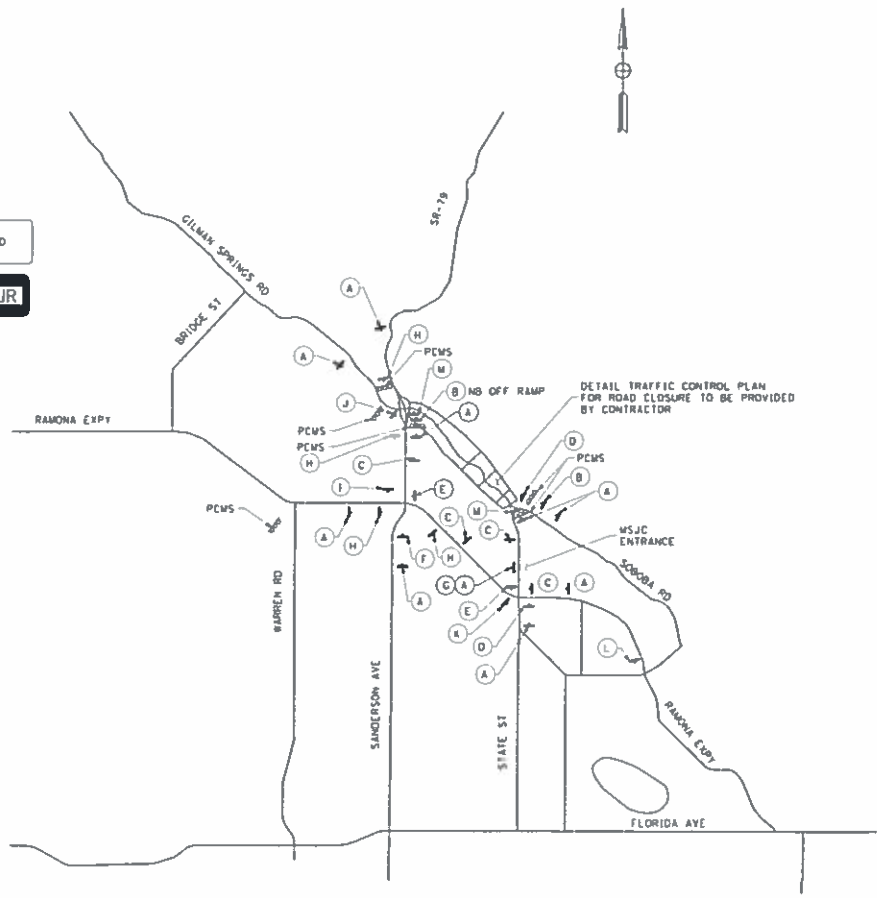 SR-79
GILMAN SPRINGS RD
D
JR
A
BRIDGE ST
H
PCMS
A
M
B NB OFF RAMP
J
A
DETAIL TRAFFIC CONTROL PLAN
FOR ROAD CLOSURE TO BE PROVIDED
BY CONTRACTOR
RAMONA EXPY
PCMS
PCMS
H
C
D
PCMS
B
A
E
PCMS
M
C
A
H
F
H
MSJC
ENTRANCE
G
A
C
A
A
E
K
D
A
L
SOBOBA RD
WARREN RD
SANDERSON AVE
STATE ST
RAMONA EXPY
FLORIDA AVE